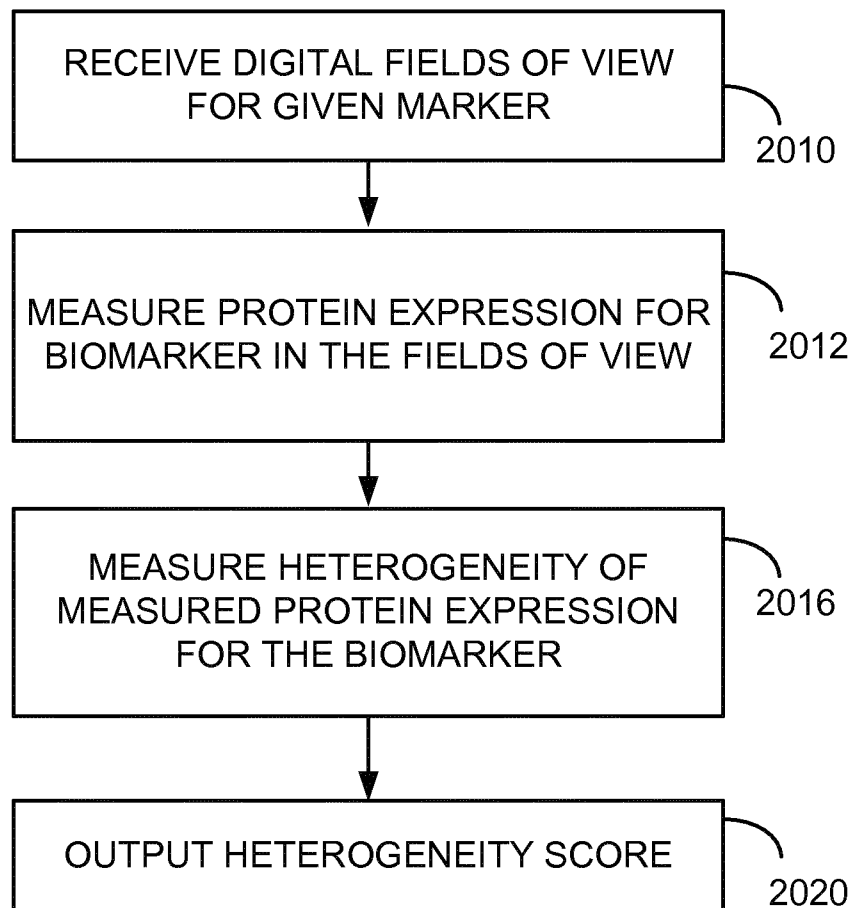 RECEIVE DIGITAL FIELDS OF VIEW
FOR GIVEN MARKER
2010
MEASURE PROTEIN EXPRESSION FOR
BIOMARKER IN THE FIELDS OF VIEW
2012
MEASURE HETEROGENEITY OF
MEASURED PROTEIN EXPRESSION
FOR THE BIOMARKER
2016
OUTPUT HETEROGENEITY SCORE
2020